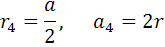 r₄ = a/2, a₄ = 2r